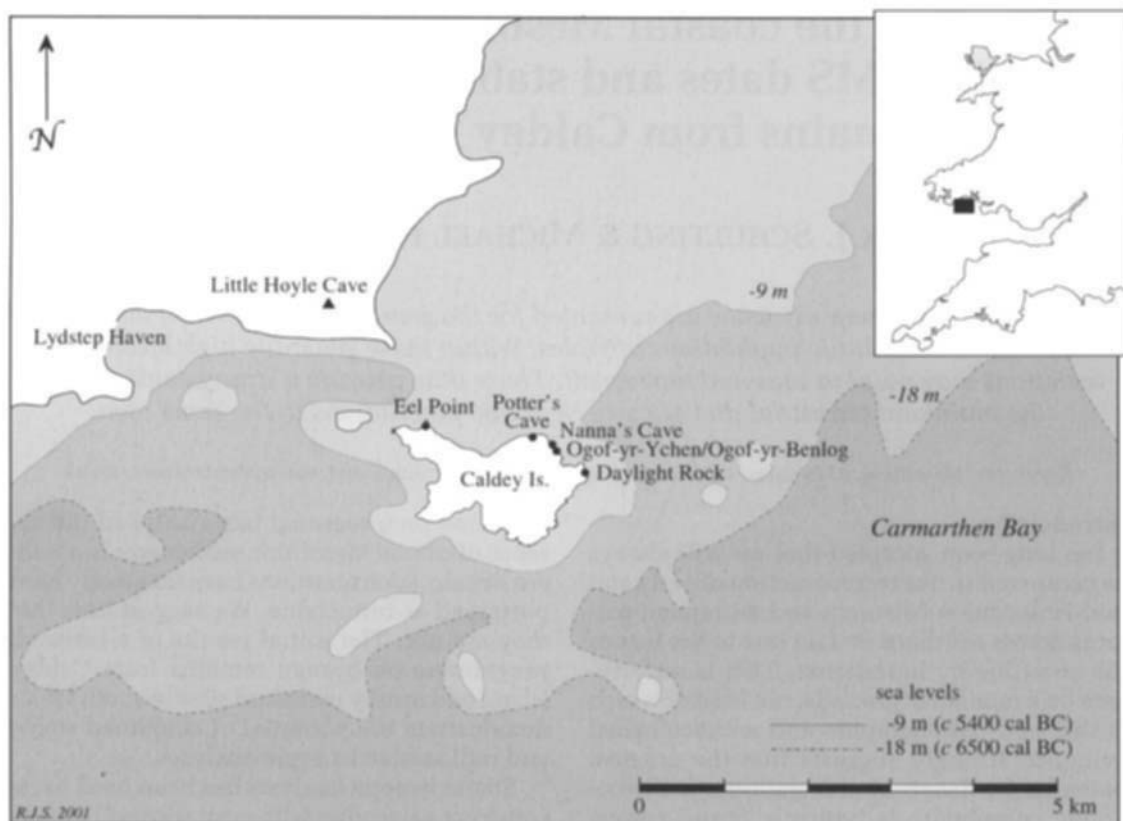 N
Little Hoyle Cave
Lydstep Haven
-9 m
-18 m
Eel Point
Potter's
Cave
Nanna's Cave
Ogof-yr-Ychen/Ogof-yr-Benlog
Caldey Is.
Daylight Rock
Carmarthen Bay
sea levels
-9 m (c 5400 cal BC)
-18 m (c 6500 cal BC)
0
5 km
R.J.S. 2001